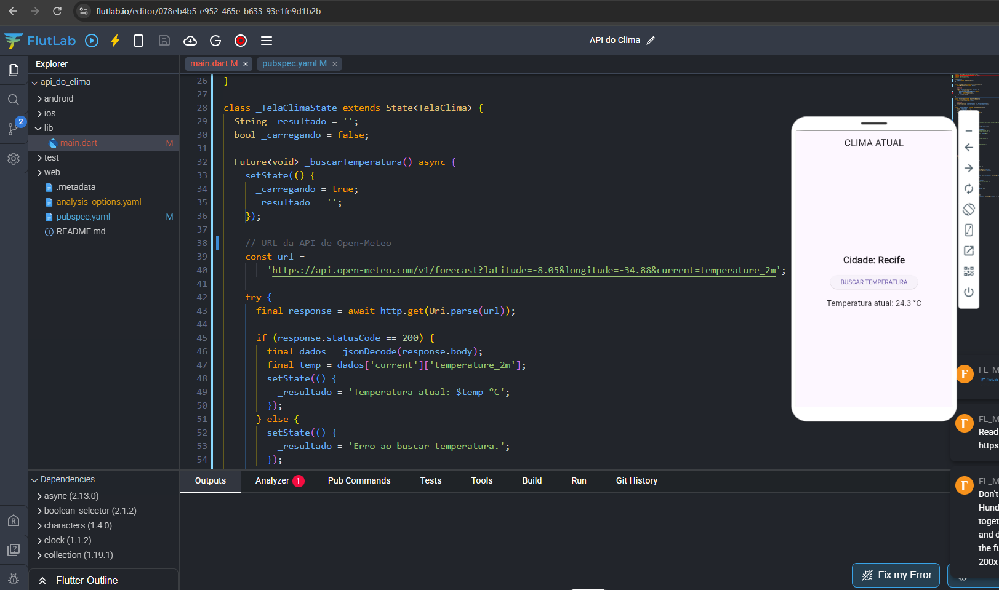 flutlab.io/editor/078eb4b5-e952-465e-b633-93e1fe9d1b2b
FlutLab
API do Clima
Explorer
main.dart M
pubspec.yaml M
api_do_clima
android
ios
2
lib
main.dart M
test
web
.metadata
analysis_options.yaml
pubspec.yaml M
README.md
26 }
27
28 class _TelaClimaState extends State<TelaClima> {
29 String _resultado = '';
30 bool _carregando = false;
31
32 Future<void> _buscarTemperatura() async {
33 setState(() {
34 _carregando = true;
35 _resultado = '';
36 });
37
38 // URL da API de Open-Meteo
39 const url =
40 'https://api.open-meteo.com/v1/forecast?latitude=-8.05&longitude=-34.88&current=temperature_2m';
41
42 try {
43 final response = await http.get(Uri.parse(url));
44
45 if (response.statusCode == 200) {
46 final dados = jsonDecode(response.body);
47 final temp = dados['current']['temperature_2m'];
48 setState(() {
49 _resultado = 'Temperatura atual: $temp °C';
50 });
51 } else {
52 setState(() {
53 _resultado = 'Erro ao buscar temperatura.';
54 });
CLIMA ATUAL
Cidade: Recife
BUSCAR TEMPERATURA
Temperatura atual: 24.3 °C
F FL_M
FlutLab
F FL_M
Read
https
F FL_M
Don't
Hund
toget
and d
the fu
200x
Dependencies
async (2.13.0)
boolean_selector (2.1.2)
characters (1.4.0)
clock (1.1.2)
collection (1.19.1)
Flutter Outline
Outputs
Analyzer 1
Pub Commands
Tests
Tools
Build
Run
Git History
Fix my Error